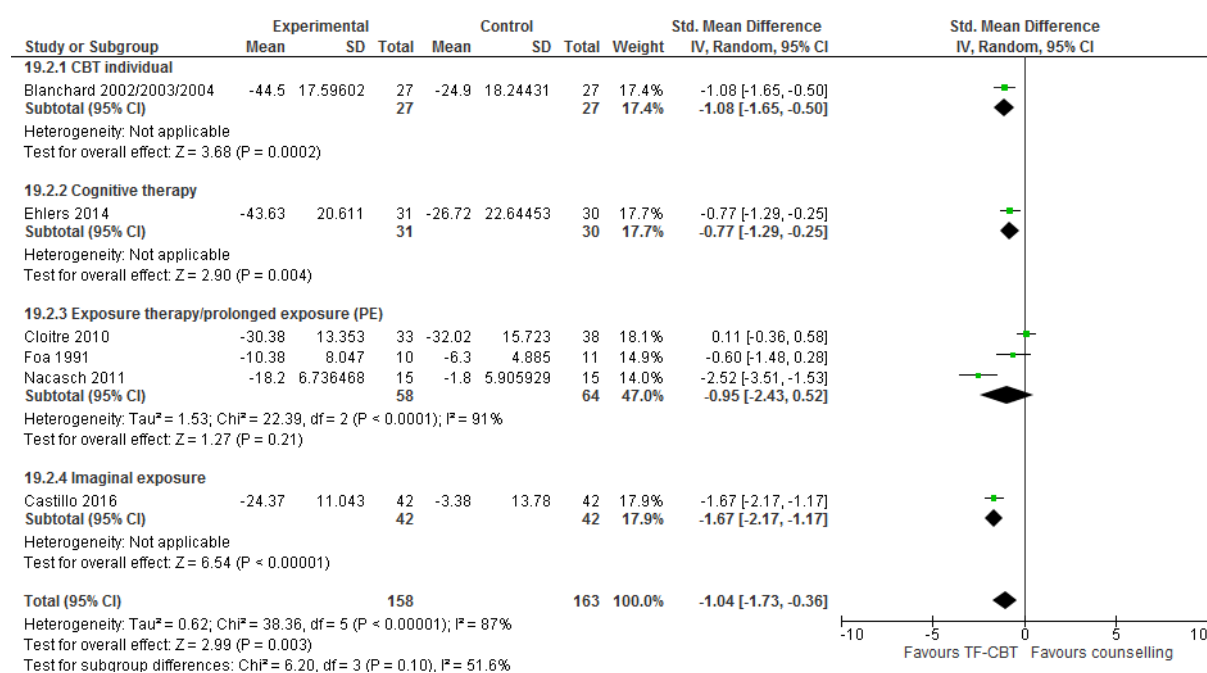 Experimental Control Std. Mean Difference Std. Mean Difference
Study or Subgroup Mean SD Total Mean SD Total Weight IV, Random, 95% CI IV, Random, 95% CI
19.2.1 CBT individual
Blanchard 2002/2003/2004 -44.5 17.59602 27 -24.9 18.24431 27 17.4% -1.08 [-1.65, -0.50]
Subtotal (95% CI) 27 27 17.4% -1.08 [-1.65, -0.50]
Heterogeneity: Not applicable
Test for overall effect: Z = 3.68 (P = 0.0002)
19.2.2 Cognitive therapy
Ehlers 2014 -43.63 20.611 31 -26.72 22.64453 30 17.7% -0.77 [-1.29, -0.25]
Subtotal (95% CI) 31 30 17.7% -0.77 [-1.29, -0.25]
Heterogeneity: Not applicable
Test for overall effect: Z = 2.90 (P = 0.004)
19.2.3 Exposure therapy/prolonged exposure (PE)
Cloitre 2010 -30.38 13.353 33 -32.02 15.723 38 18.1% 0.11 [-0.36, 0.58]
Foa 1991 -10.38 8.047 10 -6.3 4.885 11 14.9% -0.60 [-1.48, 0.28]
Nacasch 2011 -18.2 6.736468 15 -1.8 5.905929 15 14.0% -2.52 [-3.51, -1.53]
Subtotal (95% CI) 58 64 47.0% -0.95 [-2.43, 0.52]
Heterogeneity: Tau² = 1.53; Chi² = 22.39, df = 2 (P < 0.0001); I² = 91%
Test for overall effect: Z = 1.27 (P = 0.21)
19.2.4 Imaginal exposure
Castillo 2016 -24.37 11.043 42 -3.38 13.78 42 17.9% -1.67 [-2.17, -1.17]
Subtotal (95% CI) 42 42 17.9% -1.67 [-2.17, -1.17]
Heterogeneity: Not applicable
Test for overall effect: Z = 6.54 (P < 0.00001)
Total (95% CI) 158 163 100.0% -1.04 [-1.73, -0.36]
Heterogeneity: Tau² = 0.62; Chi² = 38.36, df = 5 (P < 0.00001); I² = 87%
Test for overall effect: Z = 2.99 (P = 0.003)
Test for subgroup differences: Chi² = 6.20, df = 3 (P = 0.10), I² = 51.6%
-10 -5 0 5 10
Favours TF-CBT Favours counselling